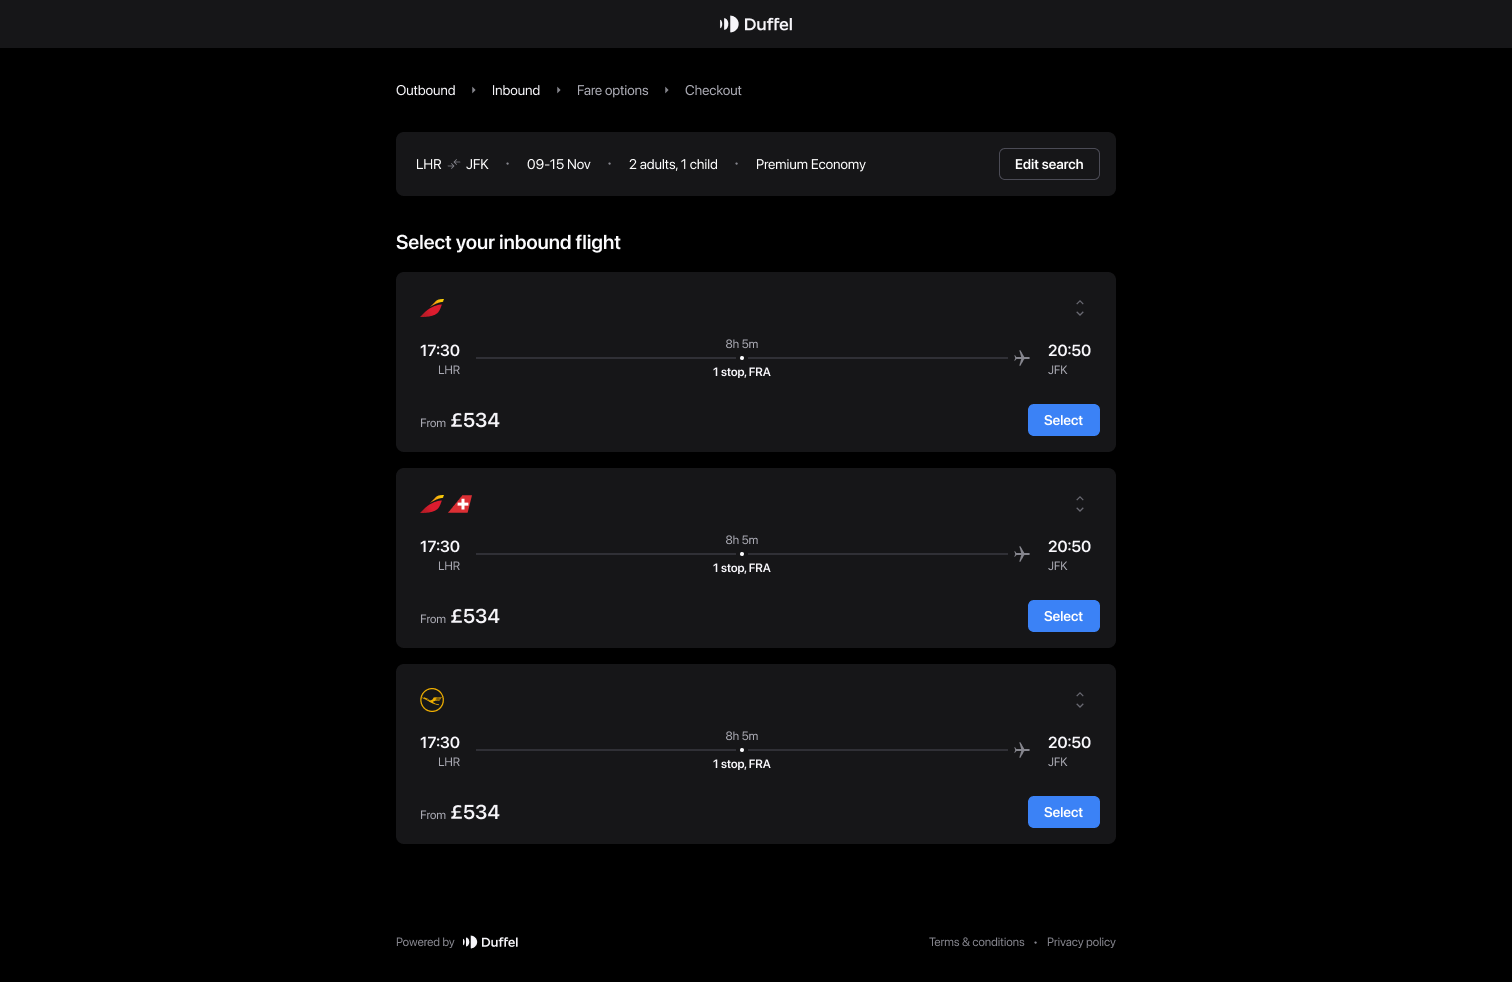 Duffel
Outbound Inbound Fare options Checkout
LHR JFK · 09-15 Nov · 2 adults, 1 child · Premium Economy Edit search
Select your inbound flight
8h 5m
17:30 20:50
LHR 1 stop, FRA JFK
From £534 Select
8h 5m
17:30 20:50
LHR 1 stop, FRA JFK
From £534 Select
8h 5m
17:30 20:50
LHR 1 stop, FRA JFK
From £534 Select
Powered by Duffel Terms & conditions · Privacy policy